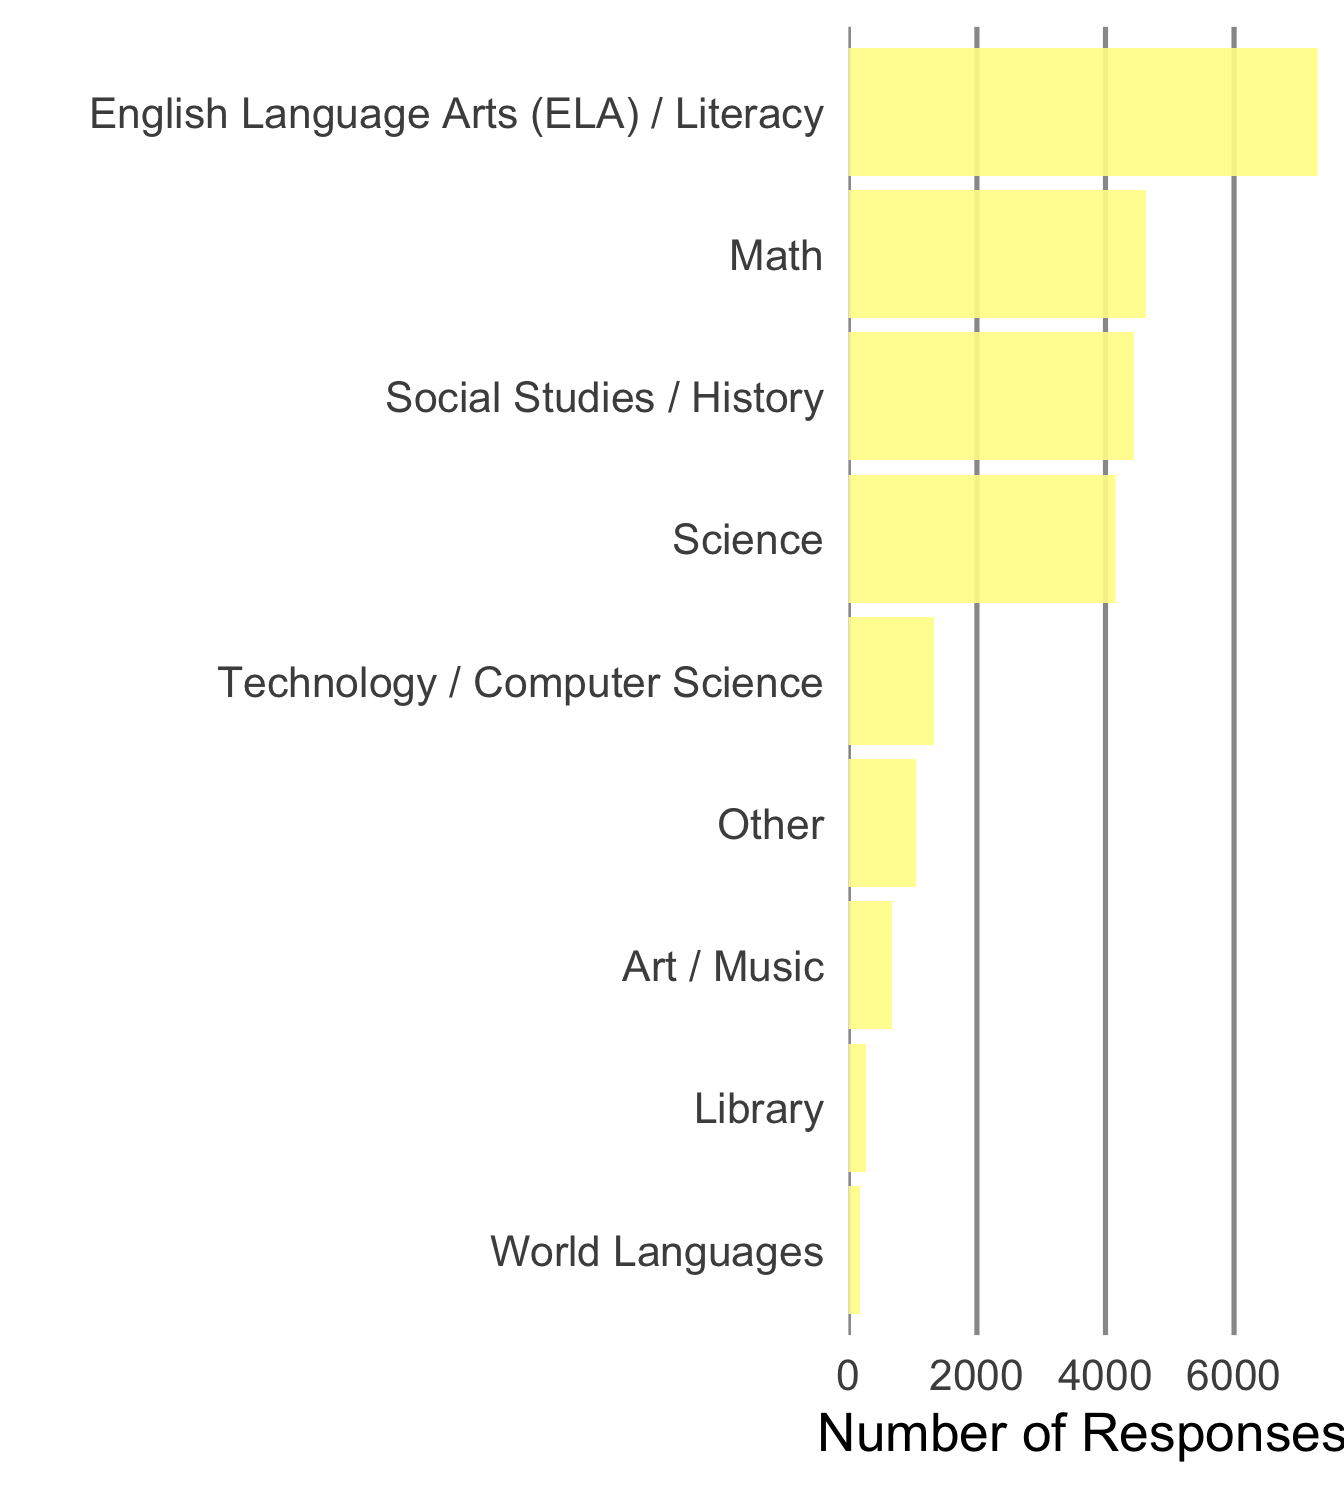 English Language Arts (ELA) / Literacy
Math
Social Studies / History
Science
Technology / Computer Science
Other
Art / Music
Library
World Languages
0 2000 4000 6000
Number of Responses